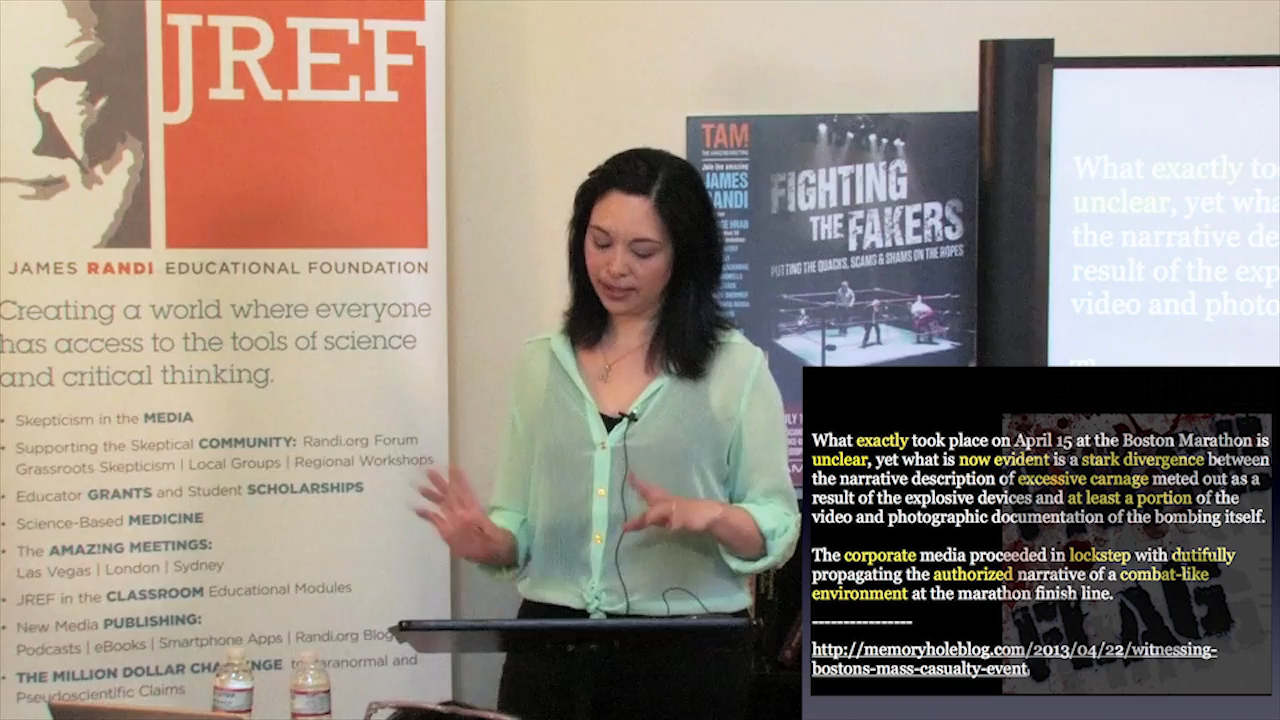 JREF
JAMES RANDI EDUCATIONAL FOUNDATION
Creating a world where everyone
has access to the tools of science
and critical thinking.
• Skepticism in the MEDIA
• Supporting the Skeptical COMMUNITY: Randi.org Forum
Grassroots Skepticism | Local Groups | Regional Workshops
• Educator GRANTS and Student SCHOLARSHIPS
• Science-Based MEDICINE
• The AMAZ!NG MEETINGS:
Las Vegas | London | Sydney
• JREF in the CLASSROOM Educational Modules
• New Media PUBLISHING:
Podcasts | eBooks | Smartphone Apps | Randi.org Blog
• THE MILLION DOLLAR CHALLENGE to Paranormal and
Pseudoscientific Claims
TAM
Join the amazing
JAMES
RANDI
FIGHTING
THE FAKERS
PUTTING THE QUACKS, SCAMS & SHAMS ON THE ROPES
What exactly to
unclear, yet wha
the narrative de
result of the exp
video and photo
What exactly took place on April 15 at the Boston Marathon is
unclear, yet what is now evident is a stark divergence between
the narrative description of excessive carnage meted out as a
result of the explosive devices and at least a portion of the
video and photographic documentation of the bombing itself.
The corporate media proceeded in lockstep with dutifully
propagating the authorized narrative of a combat-like
environment at the marathon finish line.
----------------
http://memoryholeblog.com/2013/04/22/witnessing-
bostons-mass-casualty-event
FLAG